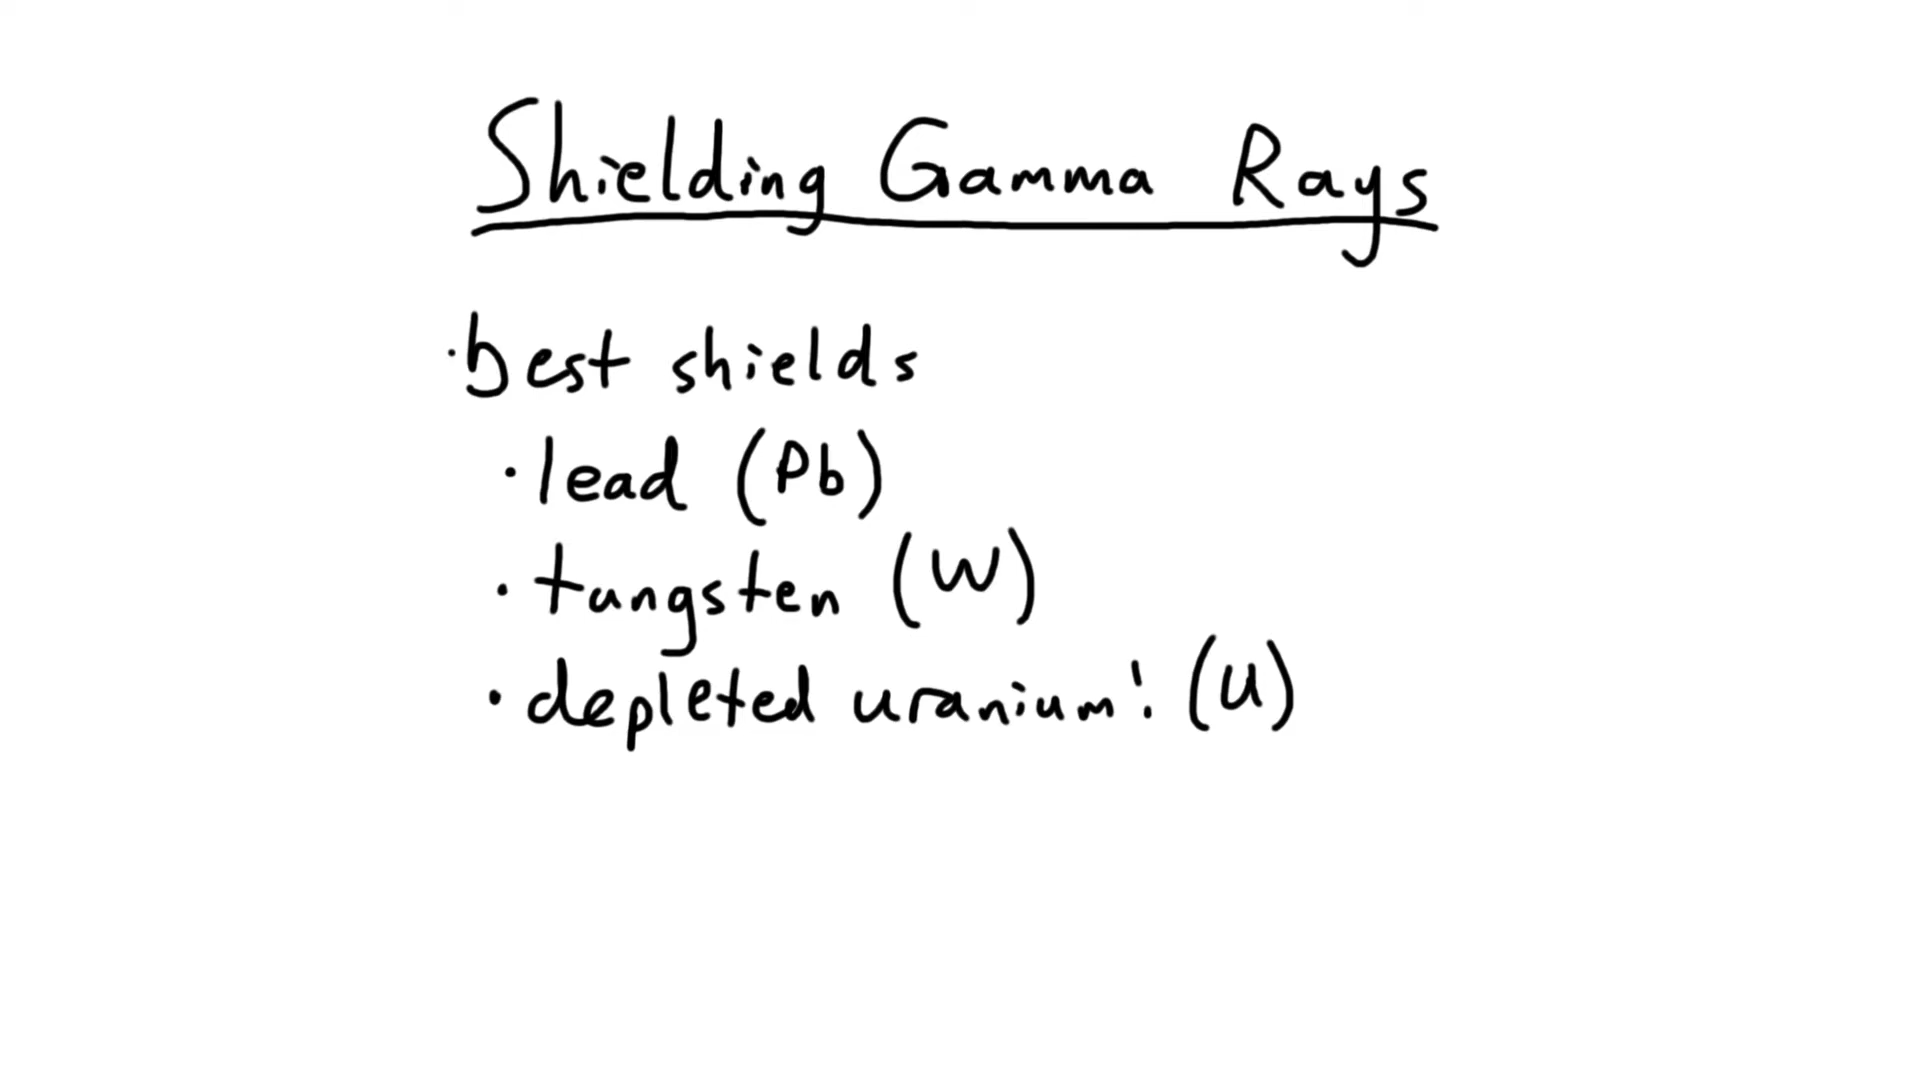 Shielding Gamma Rays
· best shields
· lead (Pb)
· tungsten (W)
· depleted uranium! (U)